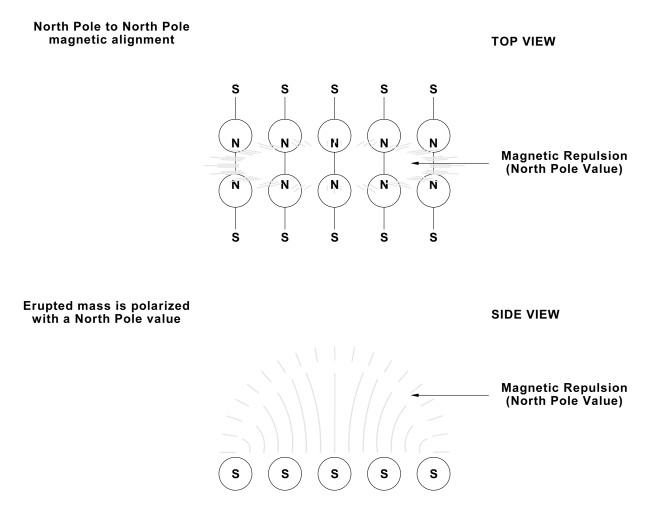 North Pole to North Pole
magnetic alignment
TOP VIEW
S S S S S
N N N N N
Magnetic Repulsion
(North Pole Value)
N N N N N
S S S S S
Erupted mass is polarized
with a North Pole value
SIDE VIEW
Magnetic Repulsion
(North Pole Value)
S S S S S